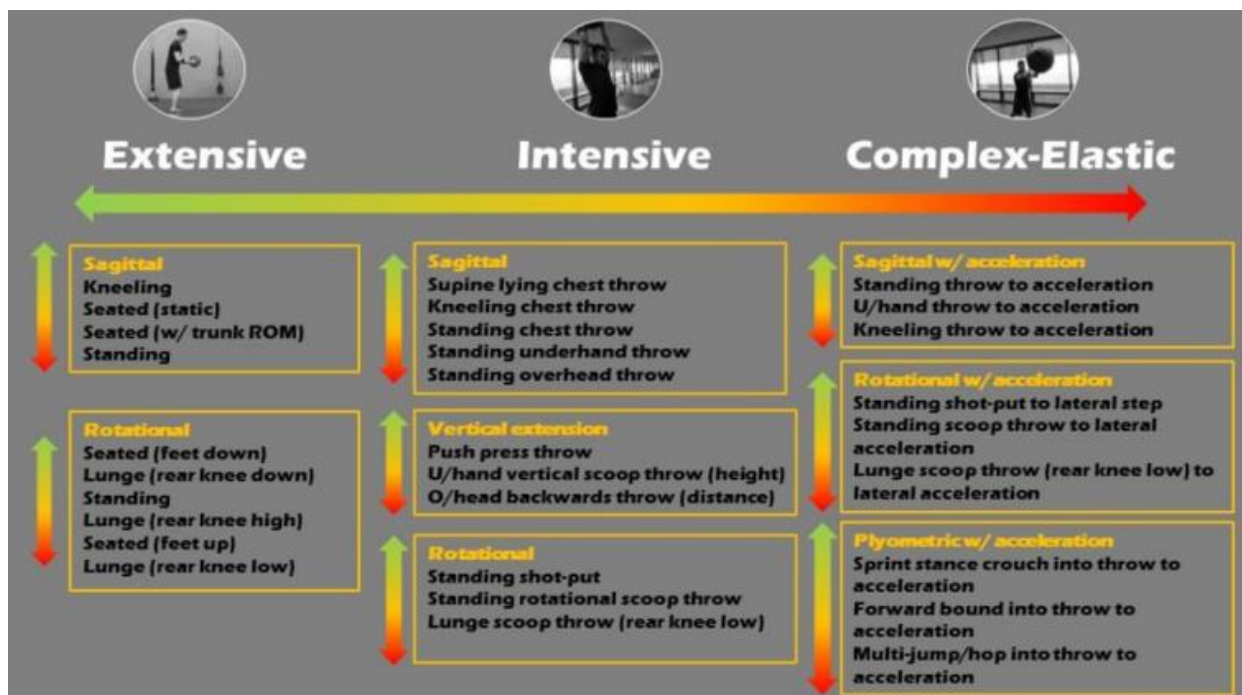 Extensive
Intensive
Complex-Elastic
Sagittal
Kneeling
Seated (static)
Seated (w/ trunk ROM)
Standing
Rotational
Seated (feet down)
Lunge (rear knee down)
Standing
Lunge (rear knee high)
Seated (feet up)
Lunge (rear knee low)
Sagittal
Supine lying chest throw
Kneeling chest throw
Standing chest throw
Standing underhand throw
Standing overhead throw
Vertical extension
Push press throw
U/hand vertical scoop throw (height)
O/head backwards throw (distance)
Rotational
Standing shot-put
Standing rotational scoop throw
Lunge scoop throw (rear knee low)
Sagittal w/ acceleration
Standing throw to acceleration
U/hand throw to acceleration
Kneeling throw to acceleration
Rotational w/ acceleration
Standing shot-put to lateral step
Standing scoop throw to lateral
acceleration
Lunge scoop throw (rear knee low) to
lateral acceleration
Plyometric w/ acceleration
Sprint stance crouch into throw to
acceleration
Forward bound into throw to
acceleration
Multi-jump/hop into throw to
acceleration